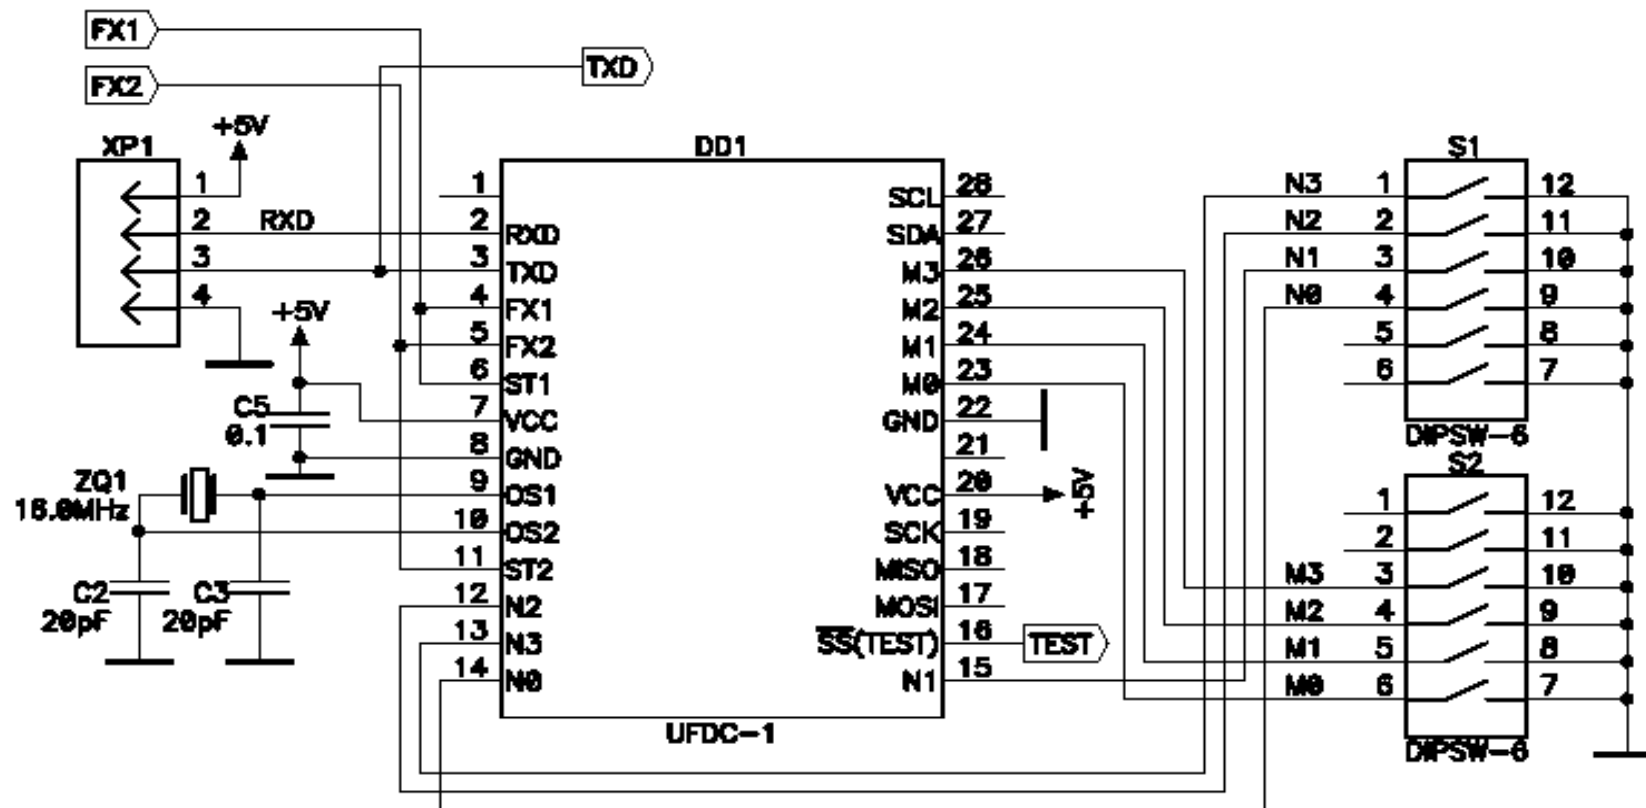 FX1
TXD
FX2
+5V
XP1
DD1
S1
1
2 RXD
3
4
+5V
C5
0.1
ZQ1
16.0MHz
C2
20pF
C3
20pF
1
2 RXD
3 TXD
4 FX1
5 FX2
6 ST1
7 VCC
8 GND
9 OS1
10 OS2
11 ST2
12 N2
13 N3
14 N0
SCL 28
SDA 27
M3 26
M2 25
M1 24
M0 23
GND 22
21
VCC 20 +5V
SCK 19
MISO 18
MOSI 17
SS(TEST) 16 TEST
N1 15
UFDC-1
N3 1 12
N2 2 11
N1 3 10
N0 4 9
5 8
6 7
DIPSW-6
S2
1 12
2 11
M3 3 10
M2 4 9
M1 5 8
M0 6 7
DIPSW-6